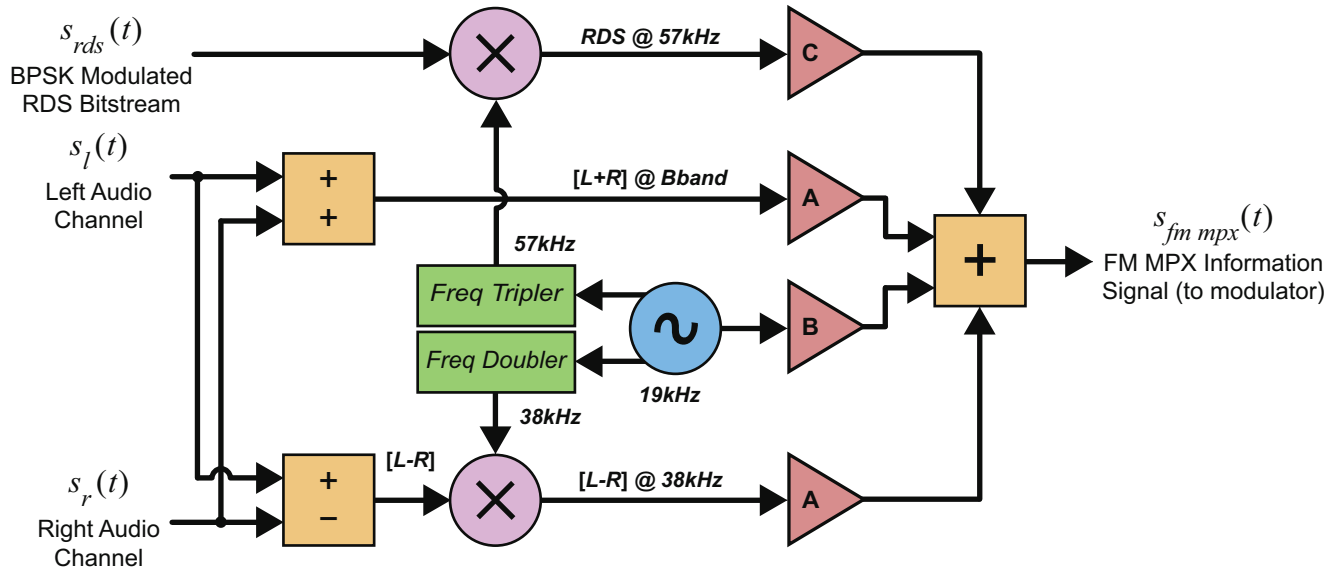 s_rds(t)
BPSK Modulated
RDS Bitstream
RDS @ 57kHz
C
s_l(t)
Left Audio
Channel
+
+
[L+R] @ Bband
A
57kHz
Freq Tripler
Freq Doubler
19kHz
B
38kHz
+
s_fm mpx(t)
FM MPX Information
Signal (to modulator)
s_r(t)
Right Audio
Channel
+
−
[L-R]
[L-R] @ 38kHz
A